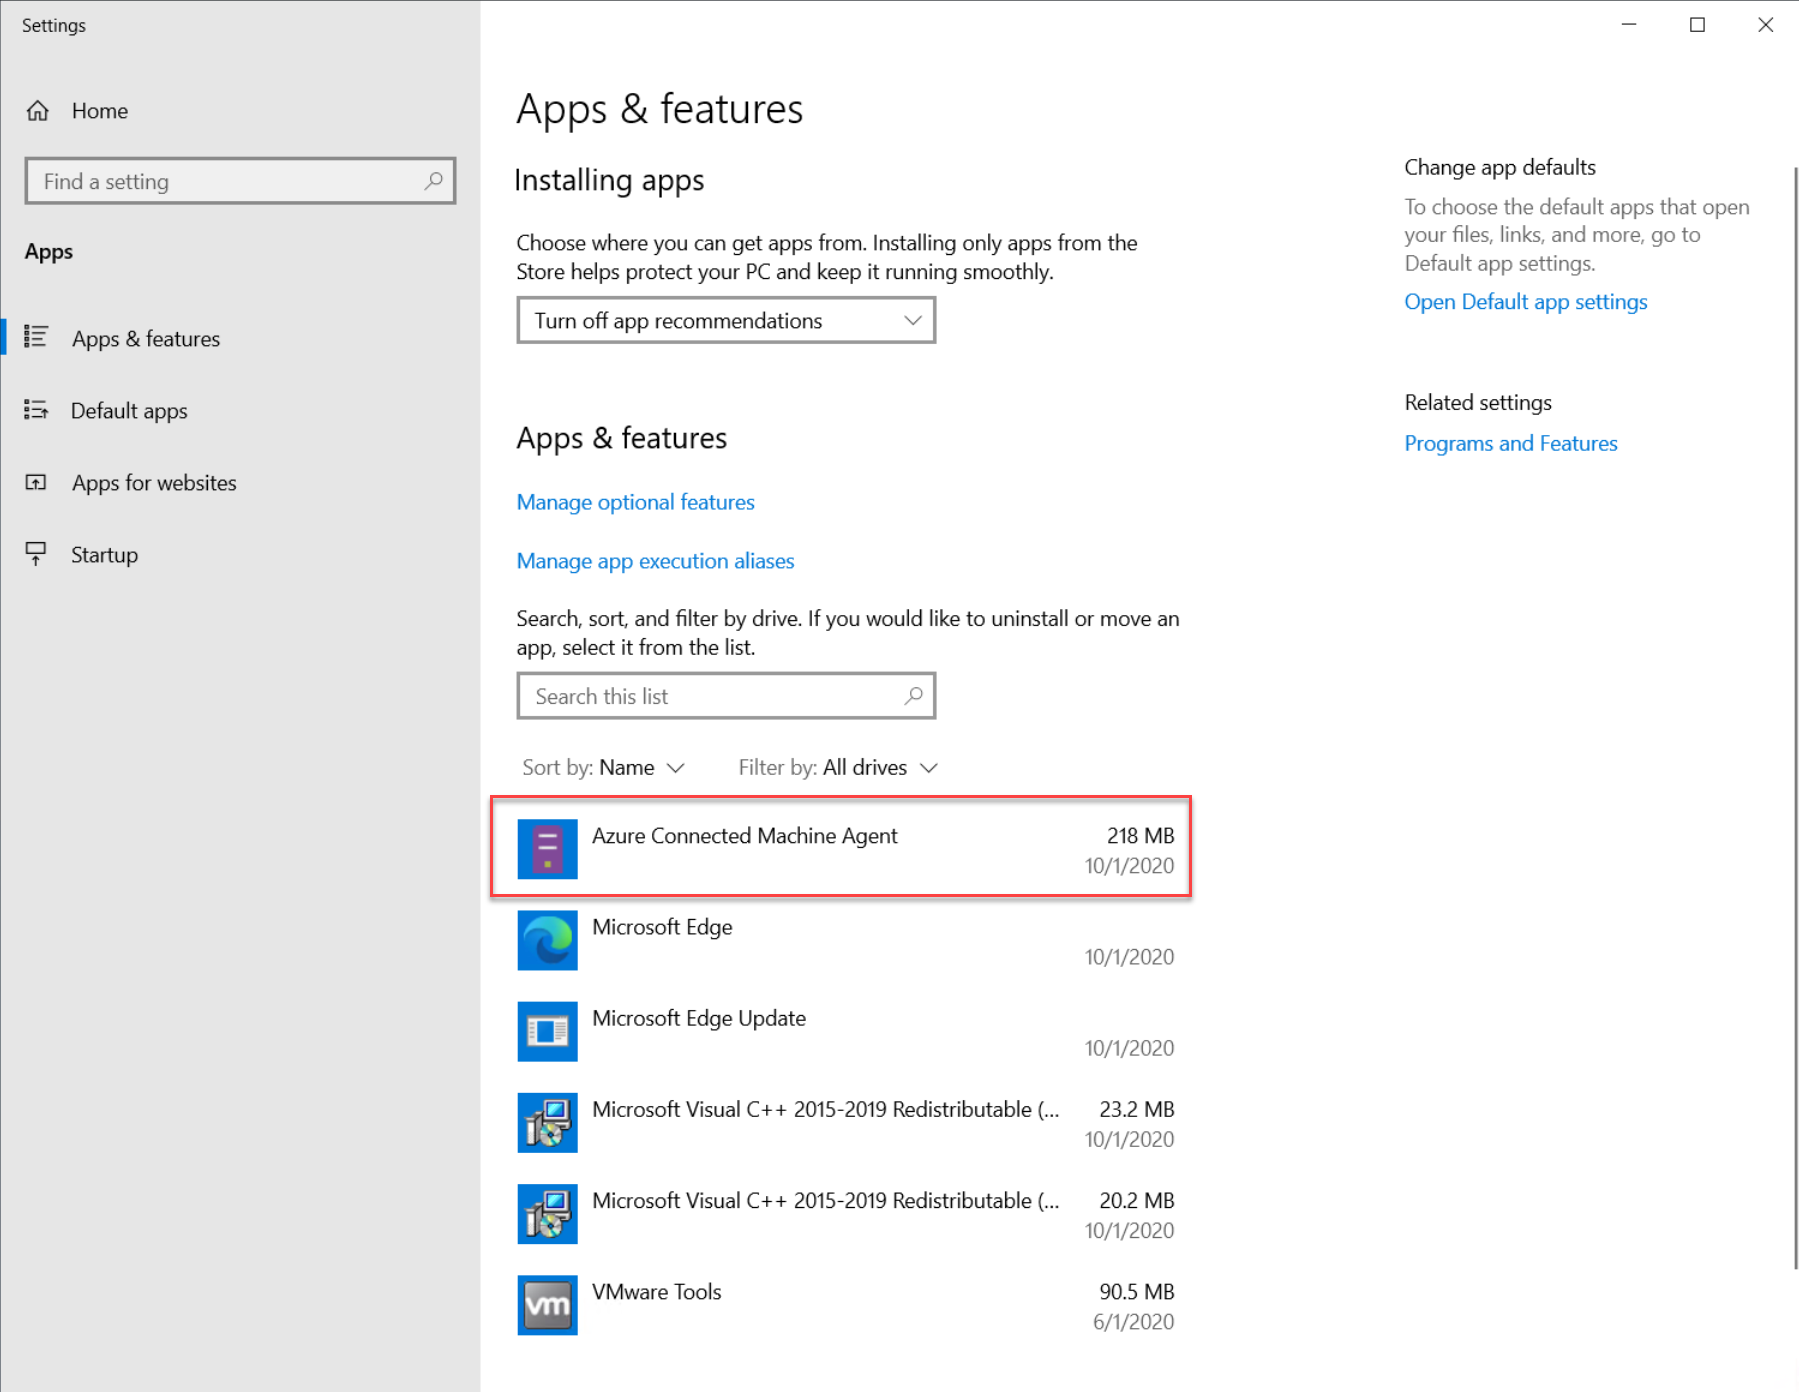 Settings
Home
Find a setting
Apps
Apps & features
Default apps
Apps for websites
Startup
Apps & features
Installing apps
Choose where you can get apps from. Installing only apps from the
Store helps protect your PC and keep it running smoothly.
Turn off app recommendations
Apps & features
Manage optional features
Manage app execution aliases
Search, sort, and filter by drive. If you would like to uninstall or move an
app, select it from the list.
Search this list
Sort by: Name Filter by: All drives
Azure Connected Machine Agent 218 MB
10/1/2020
Microsoft Edge
10/1/2020
Microsoft Edge Update
10/1/2020
Microsoft Visual C++ 2015-2019 Redistributable (... 23.2 MB
10/1/2020
Microsoft Visual C++ 2015-2019 Redistributable (... 20.2 MB
10/1/2020
vm VMware Tools 90.5 MB
6/1/2020
Change app defaults
To choose the default apps that open
your files, links, and more, go to
Default app settings.
Open Default app settings
Related settings
Programs and Features